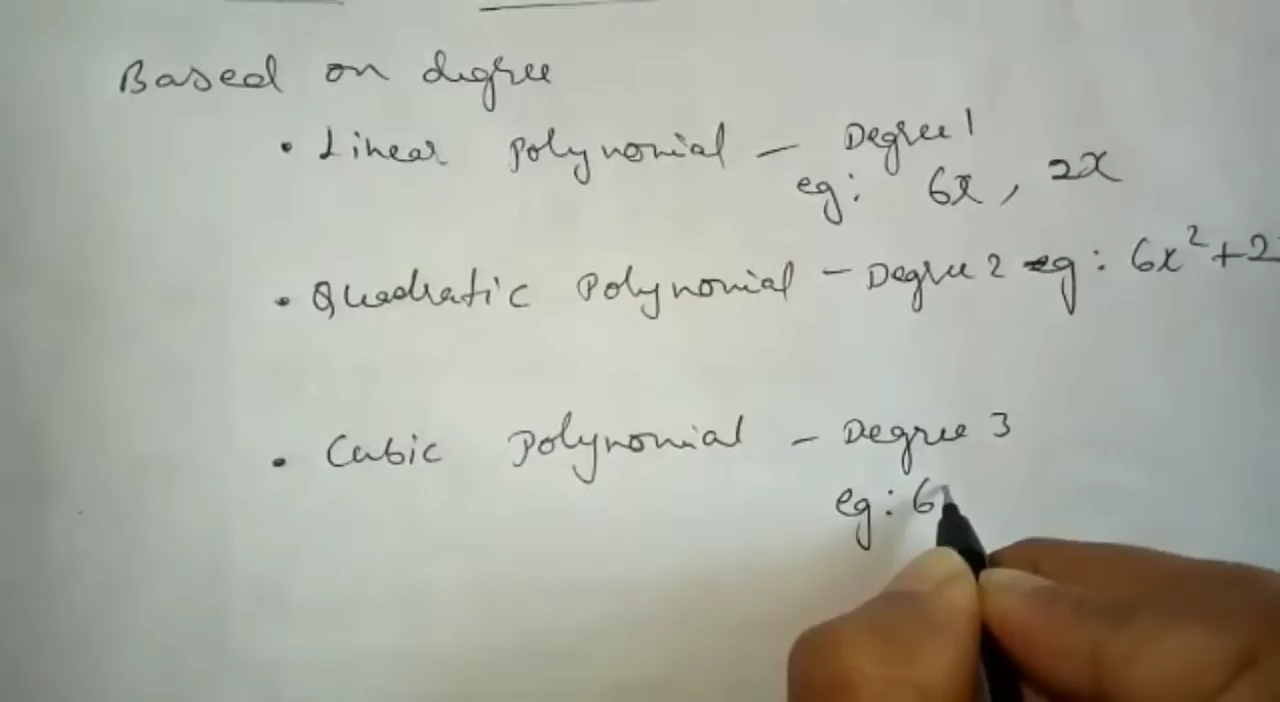 Based on degree
• Linear Polynomial – Degree 1
eg: 6x, 2x
• Quadratic Polynomial – Degree 2 eg: 6x²+2
• Cubic Polynomial – Degree 3
eg: 6